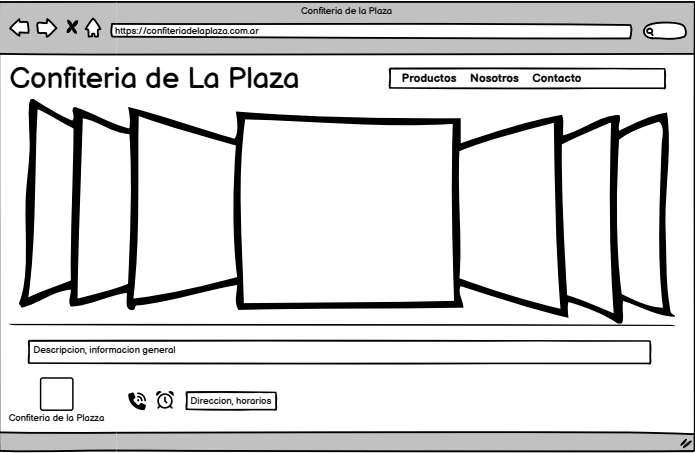 Confiteria de la Plaza
https://confiteriadelaplaza.com.ar
Confiteria de La Plaza
Productos Nosotros Contacto
Descripcion, informacion general
Direccion, horarios
Confiteria de la Plazza